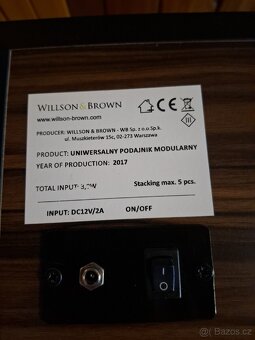 WILLSON & BROWN
www.willson-brown.com
PRODUCER: WILLSON & BROWN - WB Sp. z o.o Sp.k.
ul. Muszkieterów 15c, 02-273 Warszawa
PRODUCT: UNIWERSALNY PODAJNIK MODULARNY
YEAR OF PRODUCTION: 2017
TOTAL INPUT: 3,W Stacking max. 5 pcs.
INPUT: DC12V/2A ON/OFF
bazos.cz